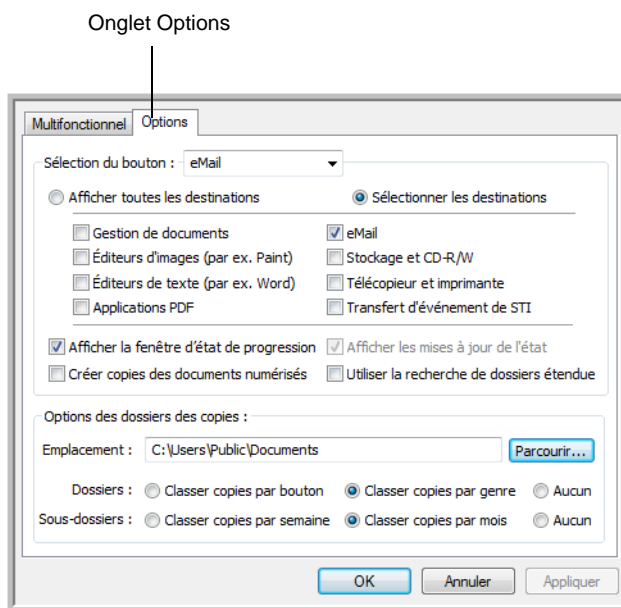 Onglet Options
Multifonctionnel Options
Sélection du bouton : eMail
Afficher toutes les destinations Sélectionner les destinations
Gestion de documents eMail
Éditeurs d'images (par ex. Paint) Stockage et CD-R/W
Éditeurs de texte (par ex. Word) Télécopieur et imprimante
Applications PDF Transfert d'événement de STI
Afficher la fenêtre d'état de progression Afficher les mises à jour de l'état
Créer copies des documents numérisés Utiliser la recherche de dossiers étendue
Options des dossiers des copies :
Emplacement : C:\Users\Public\Documents Parcourir...
Dossiers : Classer copies par bouton Classer copies par genre Aucun
Sous-dossiers : Classer copies par semaine Classer copies par mois Aucun
OK Annuler Appliquer